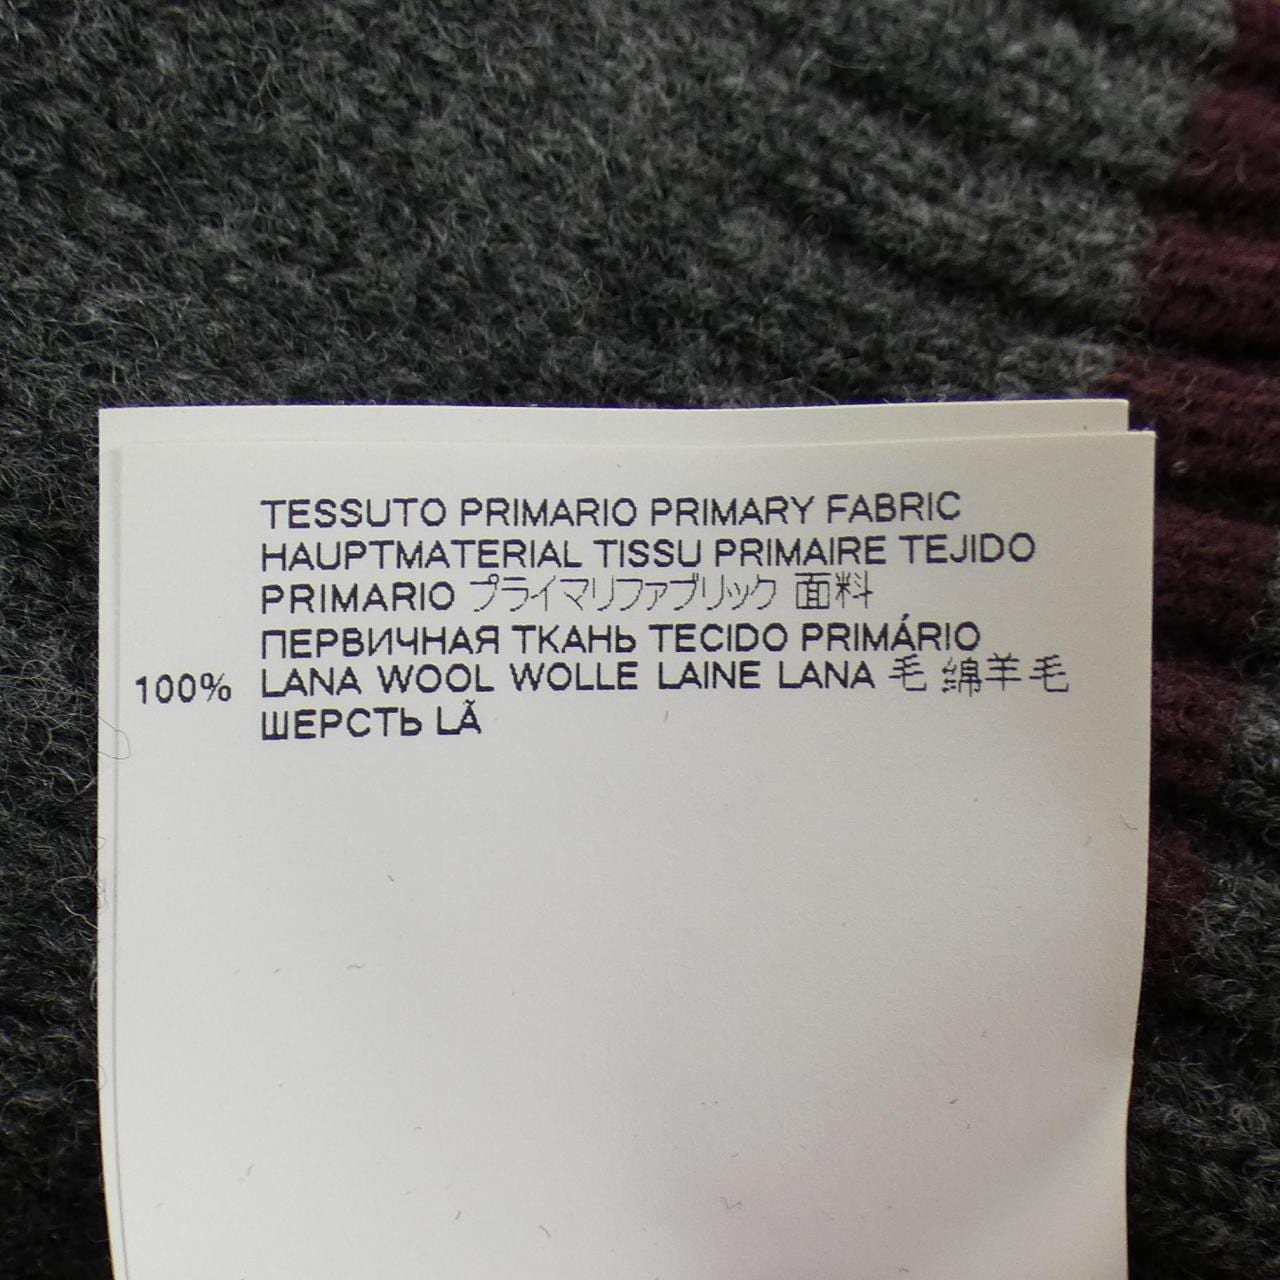 TESSUTO PRIMARIO PRIMARY FABRIC
HAUPTMATERIAL TISSU PRIMAIRE TEJIDO
PRIMARIO プライマリファブリック 面料
ПЕРВИЧНАЯ ТКАНЬ TECIDO PRIMÁRIO
100% LANA WOOL WOLLE LAINE LANA 毛 綿羊毛
ШЕРСТЬ LÃ